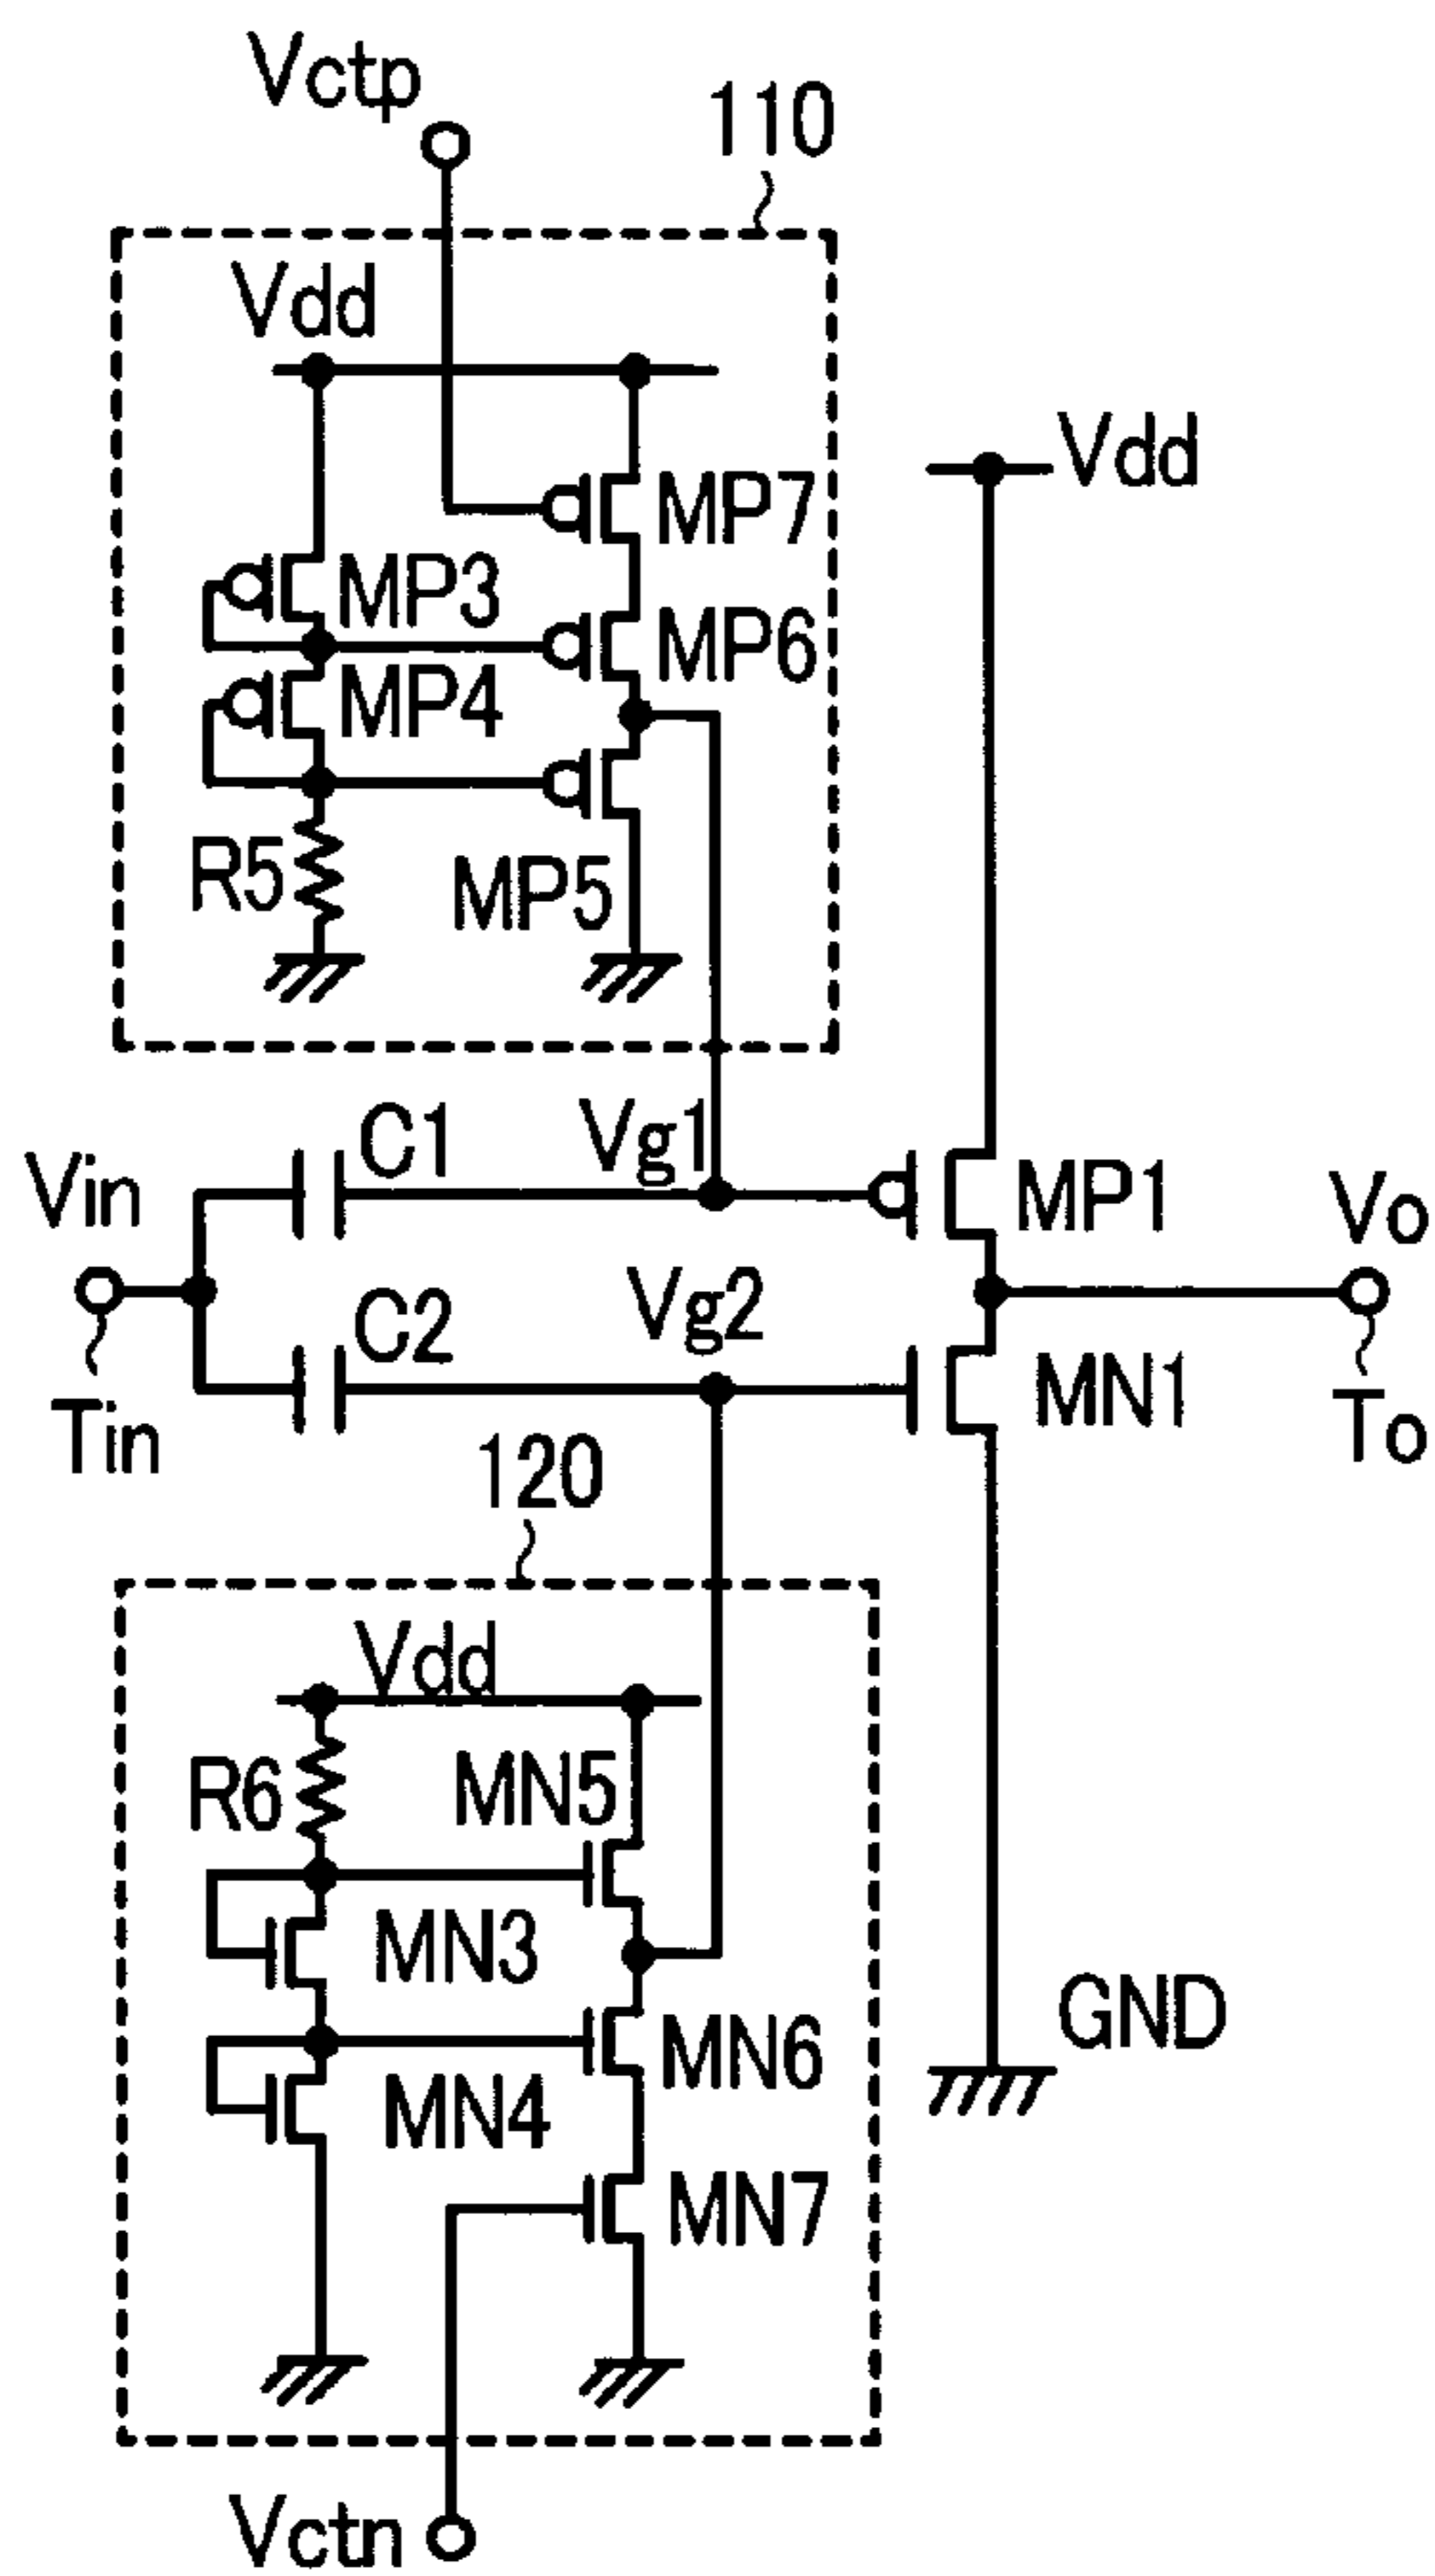 Vctp
110
Vdd
Vdd
MP7
MP3
MP6
MP4
R5
MP5
C1
Vg1
Vin
MP1
Vo
C2
Vg2
Tin
MN1
To
120
Vdd
R6
MN5
MN3
GND
MN6
MN4
MN7
Vctn